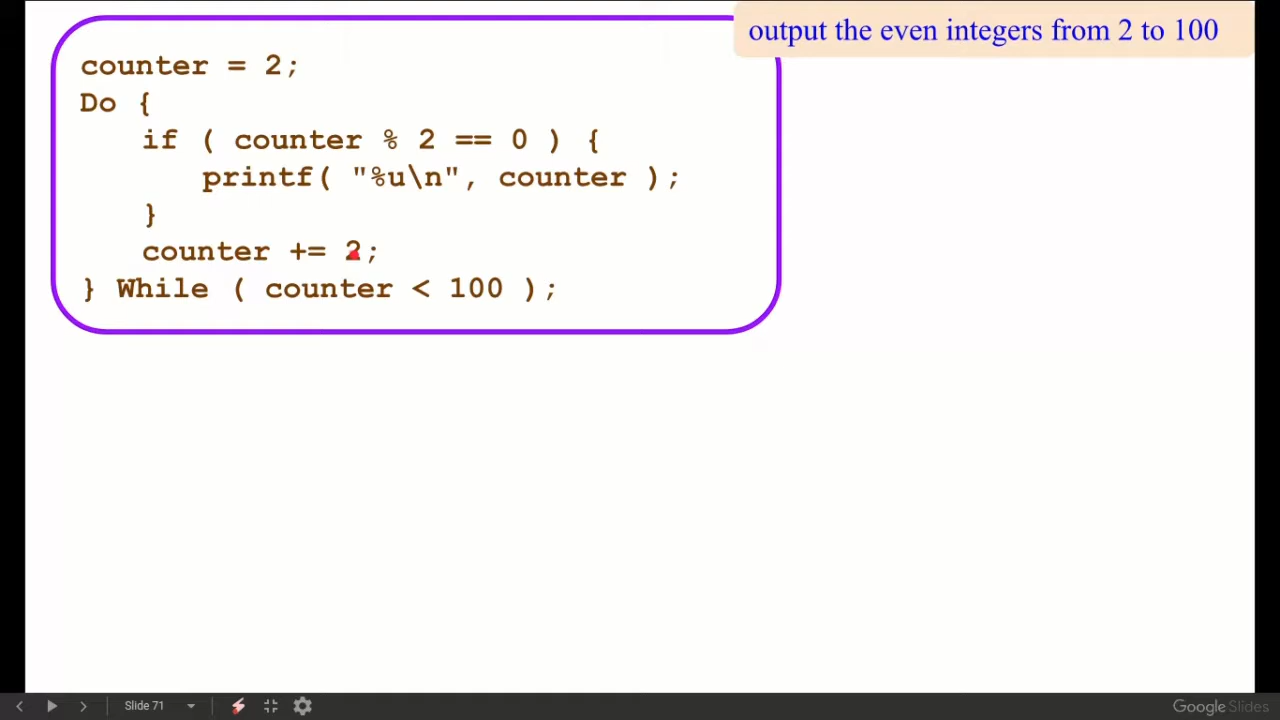 output the even integers from 2 to 100
counter = 2;
Do {
if ( counter % 2 == 0 ) {
printf( "%u\n", counter );
}
counter += 2;
} While ( counter < 100 );
Slide 71
Google Slides